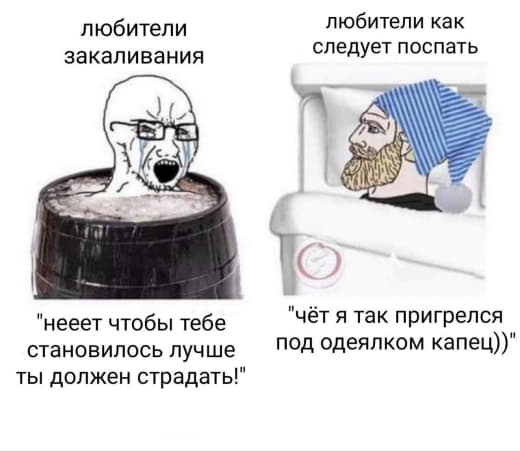 любители
закаливания
"нееет чтобы тебе
становилось лучше
ты должен страдать!"
любители как
следует поспать
"чёт я так пригрелся
под одеялком капец))"